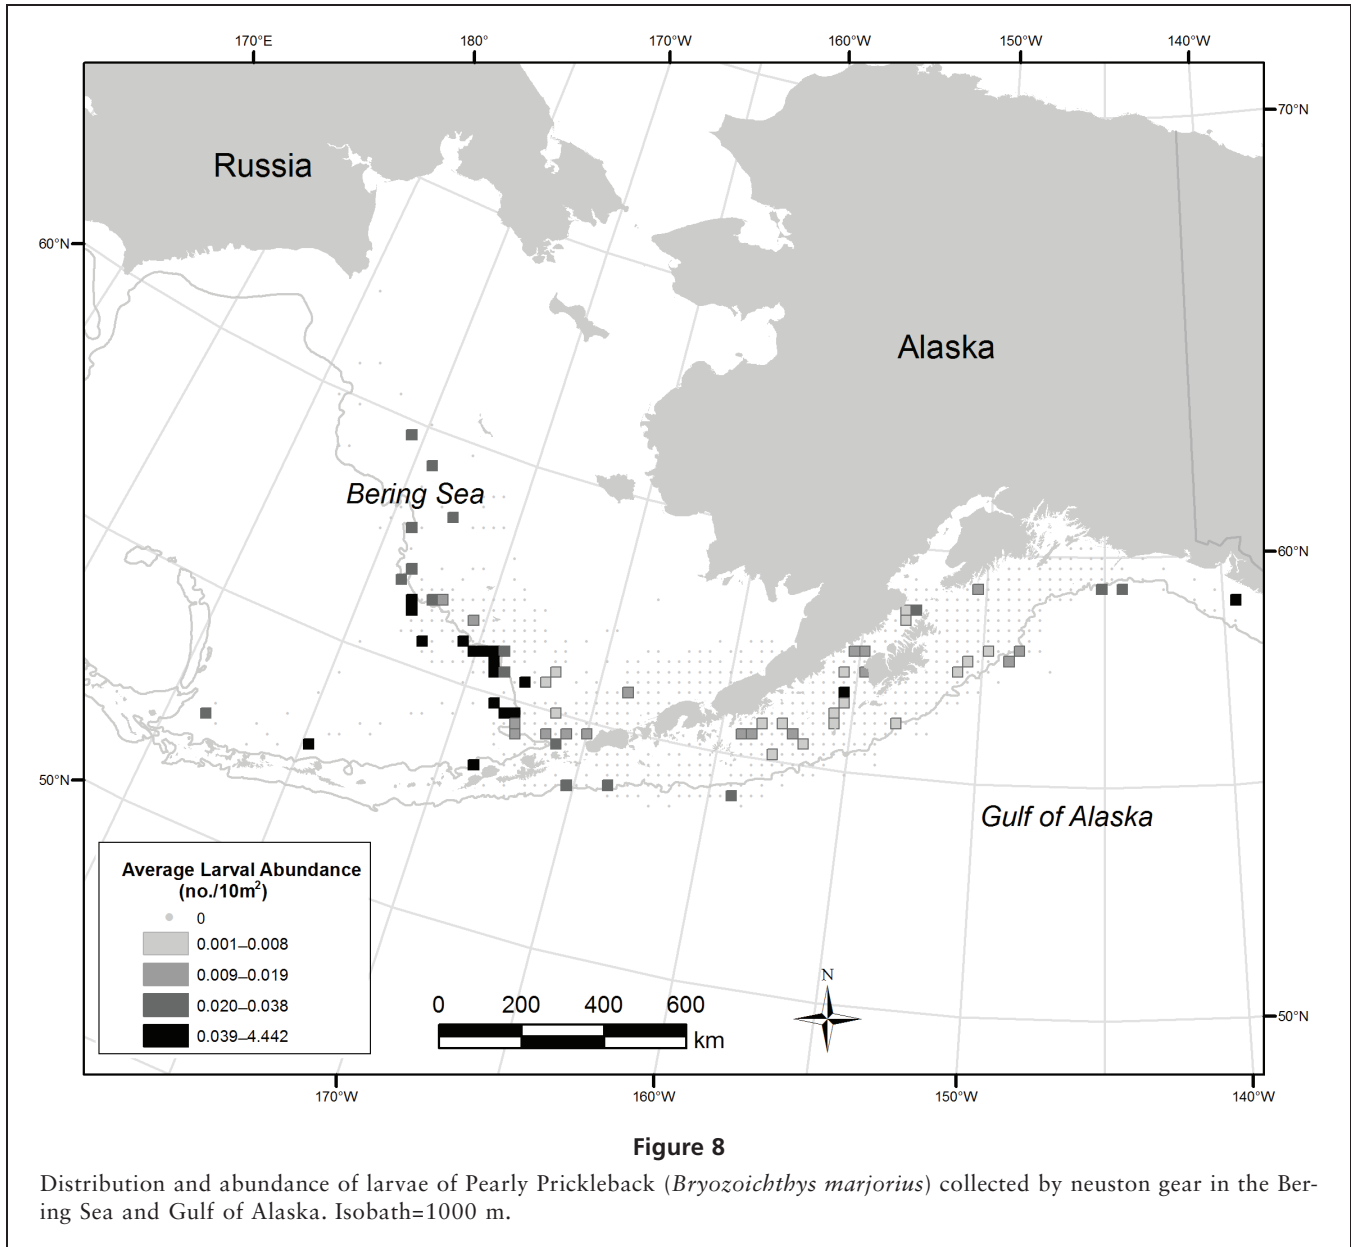 170°E 180° 170°W 160°W 150°W 140°W
70°N
Russia
60°N
Alaska
Bering Sea
60°N
50°N
Gulf of Alaska
Average Larval Abundance
(no./10m²)
0
0.001–0.008
0.009–0.019
0.020–0.038
0.039–4.442
0 200 400 600
km
N
50°N
170°W 160°W 150°W 140°W
Figure 8
Distribution and abundance of larvae of Pearly Prickleback (Bryozoichthys marjorius) collected by neuston gear in the Ber-
ing Sea and Gulf of Alaska. Isobath=1000 m.